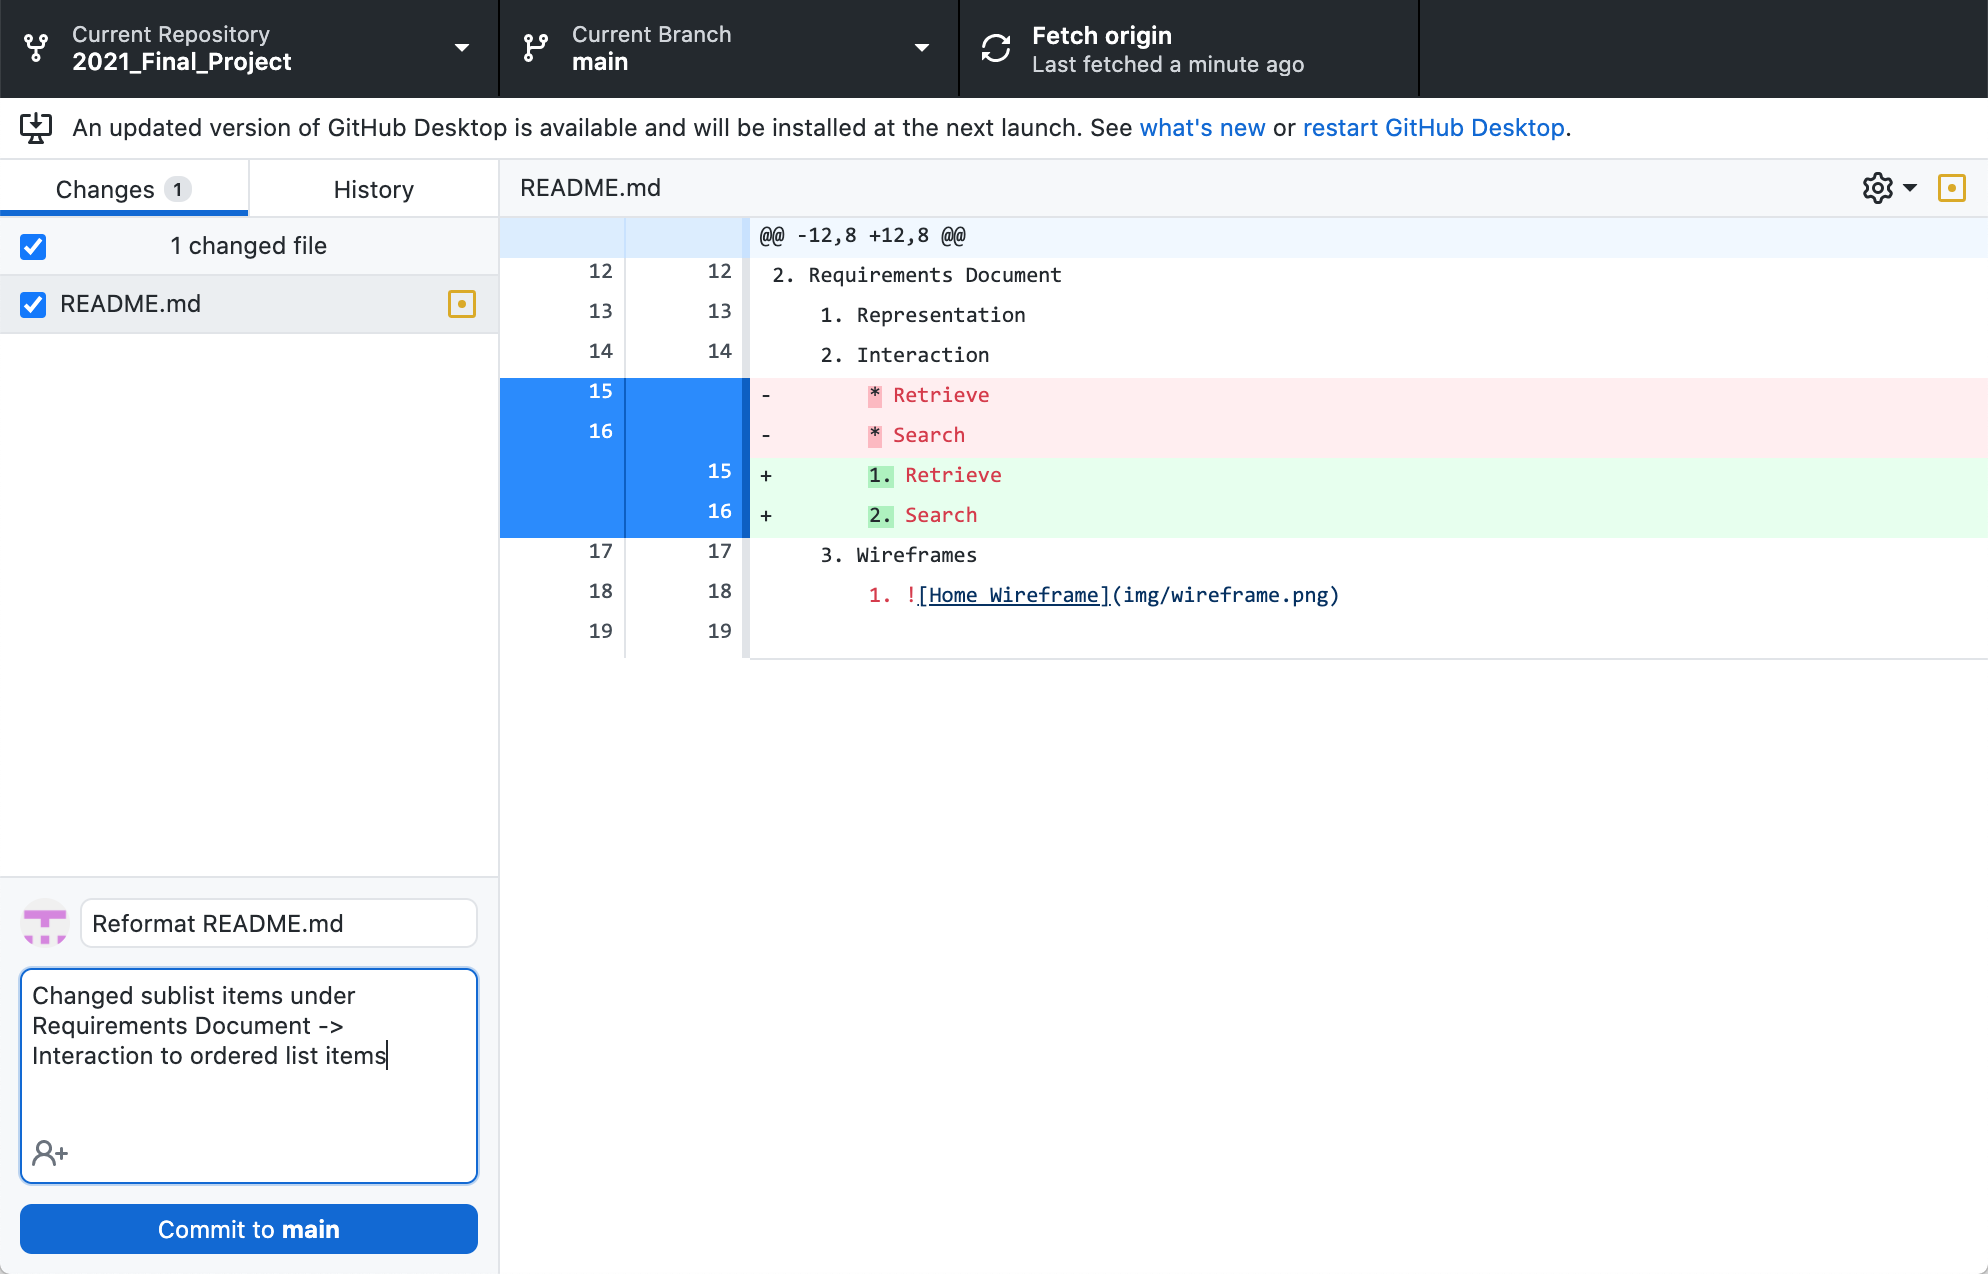 Current Repository
2021_Final_Project
Current Branch
main
Fetch origin
Last fetched a minute ago
An updated version of GitHub Desktop is available and will be installed at the next launch. See what's new or restart GitHub Desktop.
Changes 1
History
1 changed file
README.md
README.md
@@ -12,8 +12,8 @@
12 12 2. Requirements Document
13 13 1. Representation
14 14 2. Interaction
15 - * Retrieve
16 - * Search
15 + 1. Retrieve
16 + 2. Search
17 17 3. Wireframes
18 18 1. ![Home Wireframe](img/wireframe.png)
19 19
Reformat README.md
Changed sublist items under
Requirements Document ->
Interaction to ordered list items
Commit to main